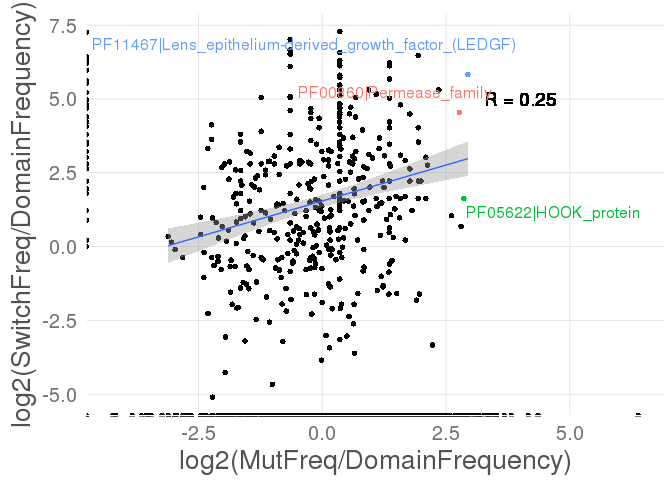 7.5
PF11467|Lens_epithelium-derived_growth_factor_(LEDGF)
PF00860|Permease_family
5.0
R = 0.25
2.5
PF05622|HOOK_protein
0.0
-2.5
-5.0
-2.5 0.0 2.5 5.0
log2(MutFreq/DomainFrequency)
log2(SwitchFreq/DomainFrequency)